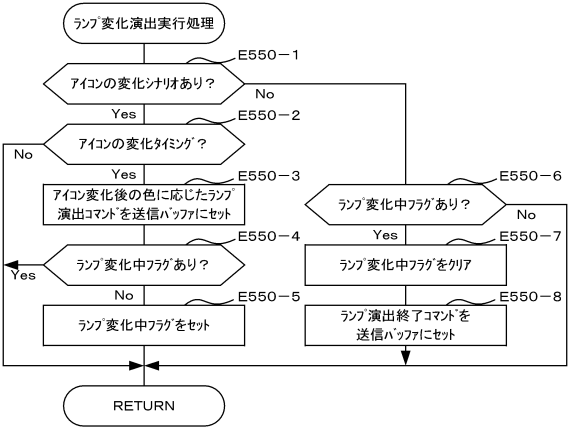 ﾗﾝﾌﾟ変化演出実行処理
E550－1
ｱｲｺﾝの変化ｼﾅﾘｵあり？
No
Yes
E550－2
ｱｲｺﾝの変化ﾀｲﾐﾝｸﾞ？
No
Yes
E550－3
ｱｲｺﾝ変化後の色に応じたﾗﾝﾌﾟ
演出ｺﾏﾝﾄﾞを送信ﾊﾞｯﾌｧにｾｯﾄ
E550－6
ﾗﾝﾌﾟ変化中ﾌﾗｸﾞあり？
No
Yes
E550－4
ﾗﾝﾌﾟ変化中ﾌﾗｸﾞあり？
Yes
No
E550－7
ﾗﾝﾌﾟ変化中ﾌﾗｸﾞをｸﾘｱ
E550－5
ﾗﾝﾌﾟ変化中ﾌﾗｸﾞをｾｯﾄ
E550－8
ﾗﾝﾌﾟ演出終了ｺﾏﾝﾄﾞを
送信ﾊﾞｯﾌｧにｾｯﾄ
RETURN